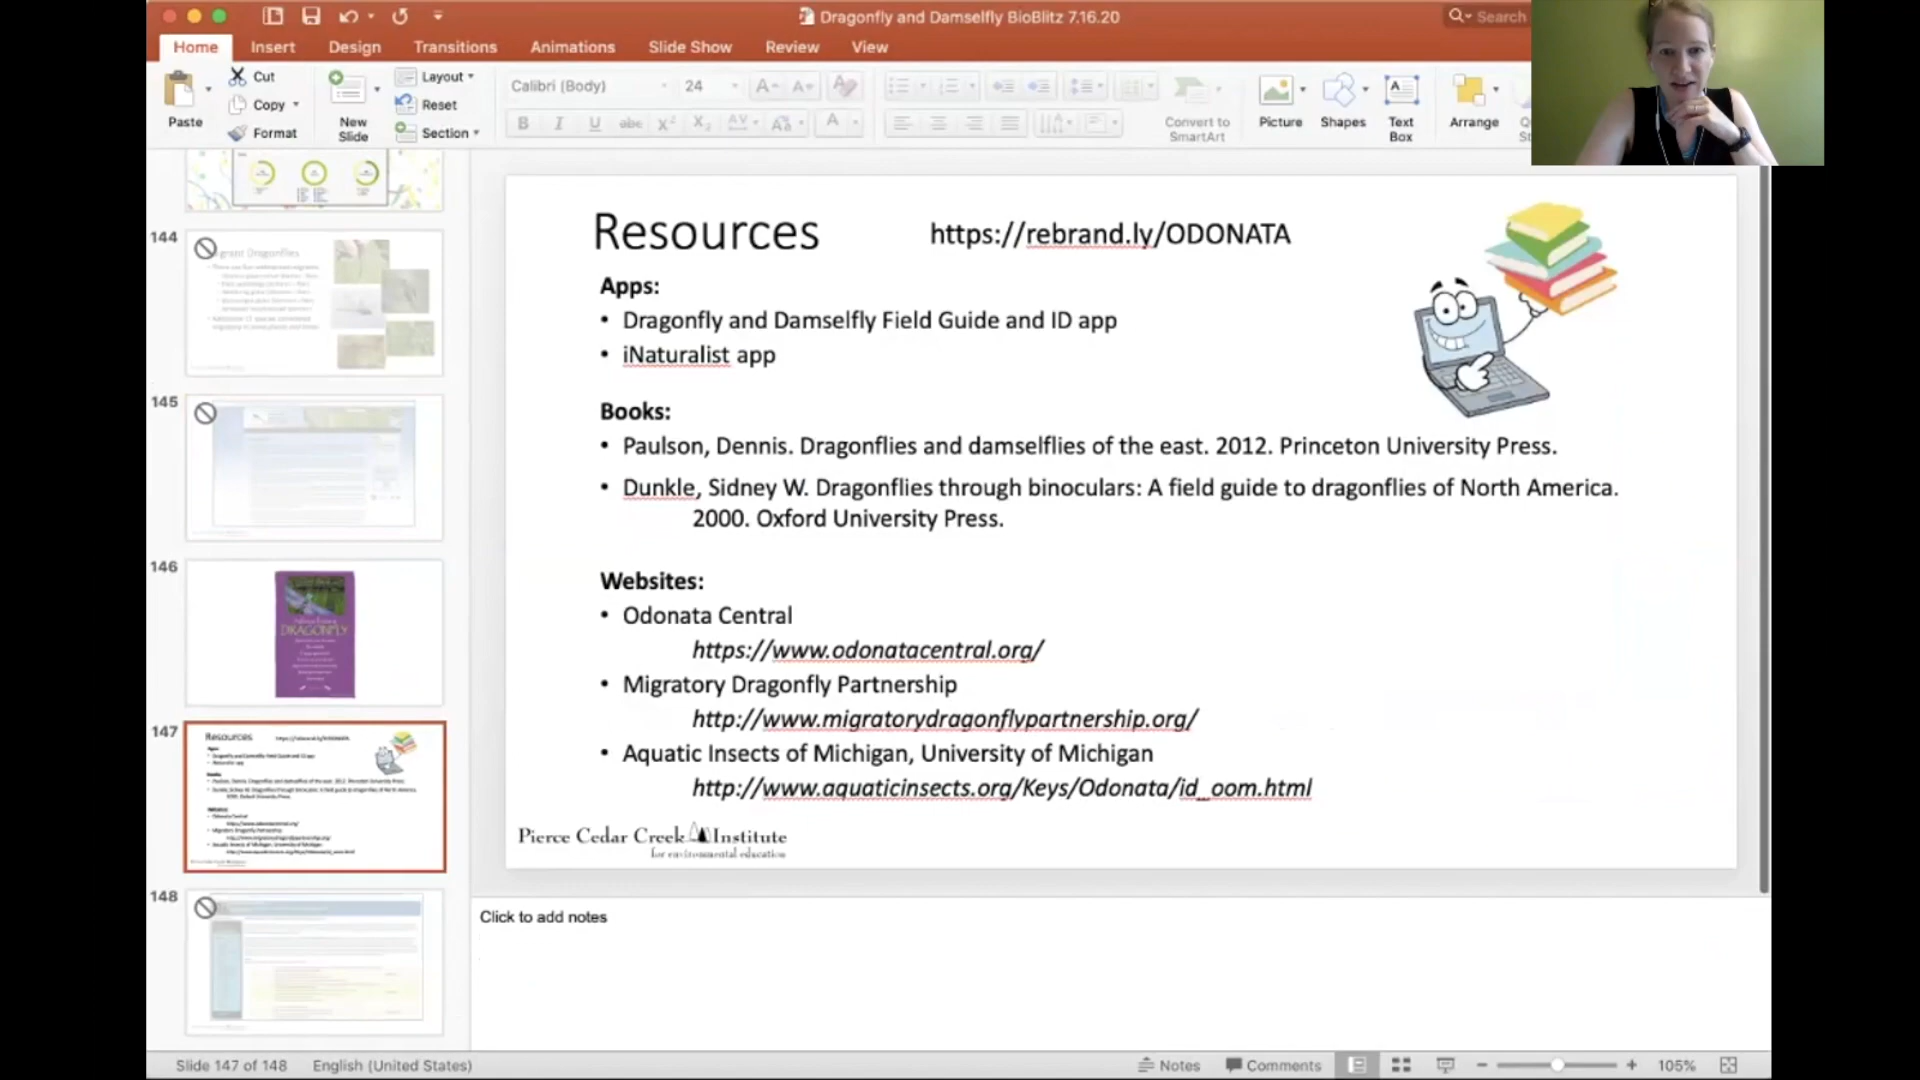 Dragonfly and Damselfly BioBlitz 7.16.20
Search
Home Insert Design Transitions Animations Slide Show Review View
Paste
Cut
Copy
Format
New Slide
Layout
Reset
Section
Calibri (Body) 24
Convert to SmartArt
Picture
Shapes
Text Box
Arrange
144
145
146
DRAGONFLY
147
Resources
148
Resources https://rebrand.ly/ODONATA
Apps:
• Dragonfly and Damselfly Field Guide and ID app
• iNaturalist app
Books:
• Paulson, Dennis. Dragonflies and damselflies of the east. 2012. Princeton University Press.
• Dunkle, Sidney W. Dragonflies through binoculars: A field guide to dragonflies of North America.
2000. Oxford University Press.
Websites:
• Odonata Central
https://www.odonatacentral.org/
• Migratory Dragonfly Partnership
http://www.migratorydragonflypartnership.org/
• Aquatic Insects of Michigan, University of Michigan
http://www.aquaticinsects.org/Keys/Odonata/id_oom.html
Pierce Cedar Creek Institute
for environmental education
Click to add notes
Slide 147 of 148 English (United States) Notes Comments 105%